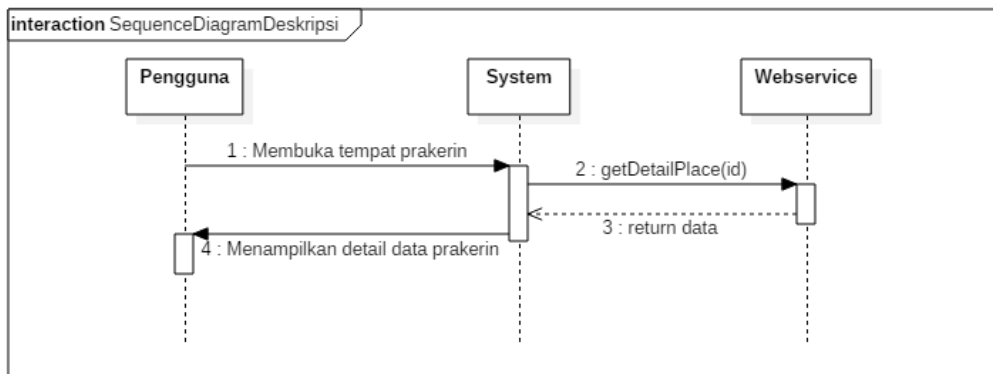 interaction SequenceDiagramDeskripsi
Pengguna
System
Webservice
1 : Membuka tempat prakerin
2 : getDetailPlace(id)
3 : return data
4 : Menampilkan detail data prakerin